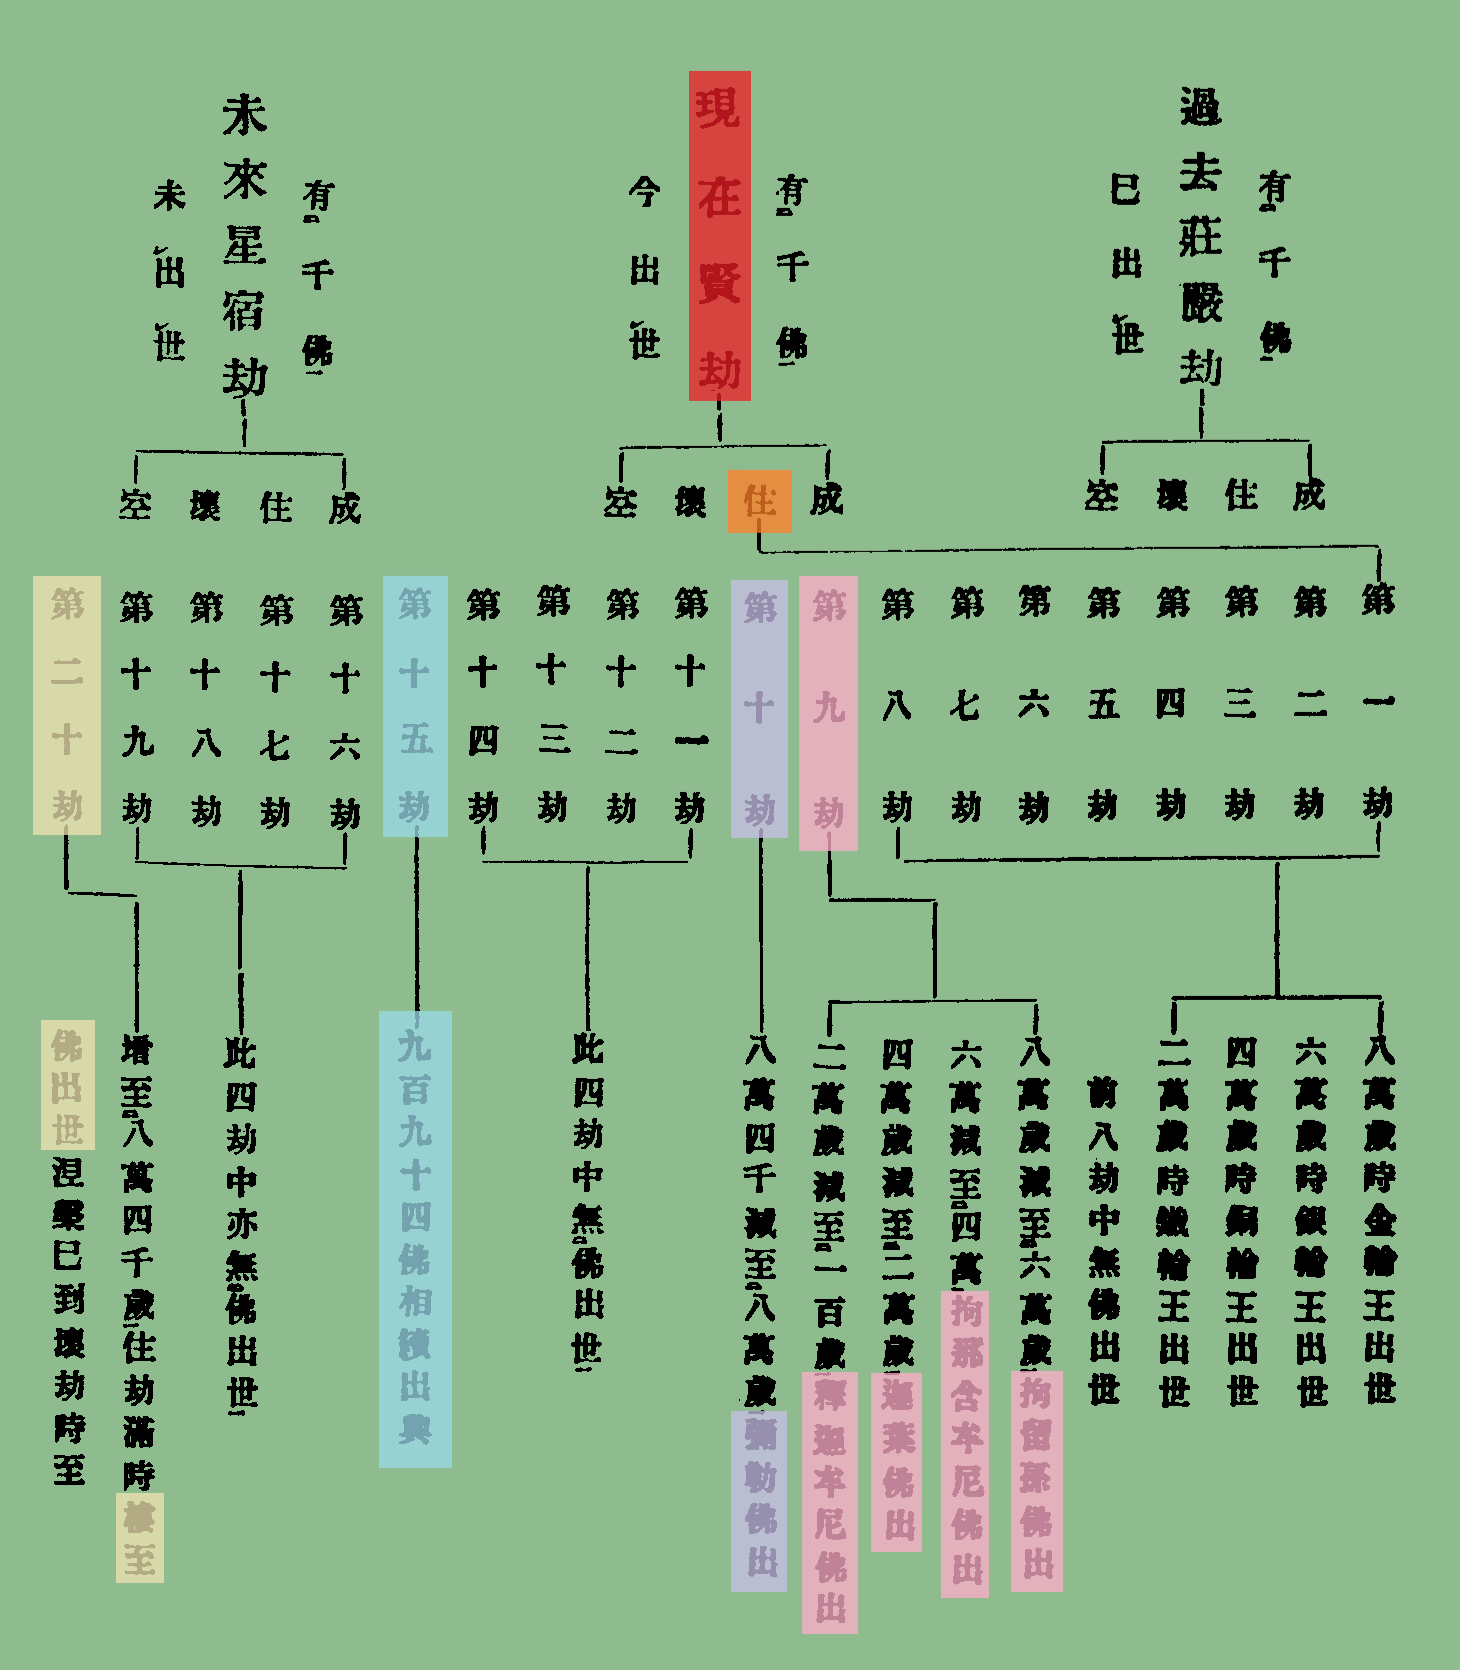 有千佛
過去莊嚴劫
已出世
有千佛
現在賢劫
今出世
有千佛
未來星宿劫
未出世
成
住
壞
空
成
住
壞
空
成
住
壞
空
第一劫
第二劫
第三劫
第四劫
第五劫
第六劫
第七劫
第八劫
第九劫
第十劫
第十一劫
第十二劫
第十三劫
第十四劫
第十五劫
第十六劫
第十七劫
第十八劫
第十九劫
第二十劫
八萬歲時金輪王出世
六萬歲時銀輪王出世
四萬歲時銅輪王出世
二萬歲時鐵輪王出世
前八劫中無佛出世
八萬歲減至六萬歲拘留孫佛出
六萬減至四萬拘那含牟尼佛出
四萬歲減至二萬歲迦葉佛出
二萬歲減至一百歲釋迦牟尼佛出
八萬四千減至八萬歲彌勒佛出
此四劫中無佛出世
九百九十四佛相續出興
此四劫中亦無佛出世
增至八萬四千歲住劫滿時樓至
佛出世涅槃已到壞劫時至